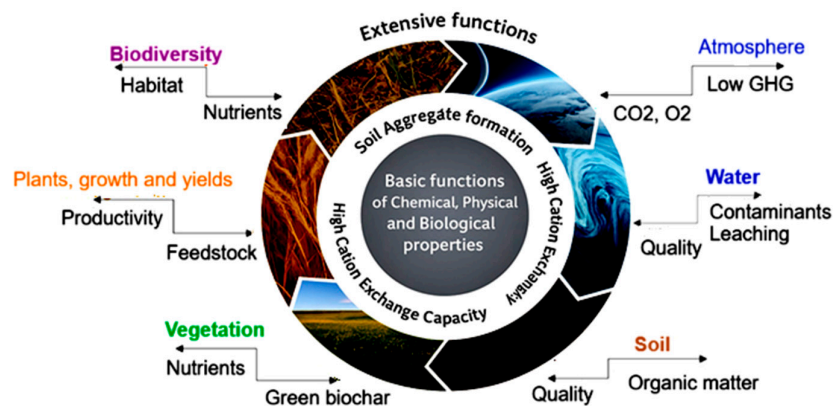 Extensive functions
Biodiversity
Habitat
Nutrients
Atmosphere
Low GHG
CO2, O2
Soil Aggregate formation
High Cation Exchansky
High Cation Exchange Capacity
Basic functions
of Chemical, Physical
and Biological
properties
Plants, growth and yields
Productivity
Feedstock
Water
Contaminants
Leaching
Quality
Vegetation
Nutrients
Green biochar
Soil
Organic matter
Quality